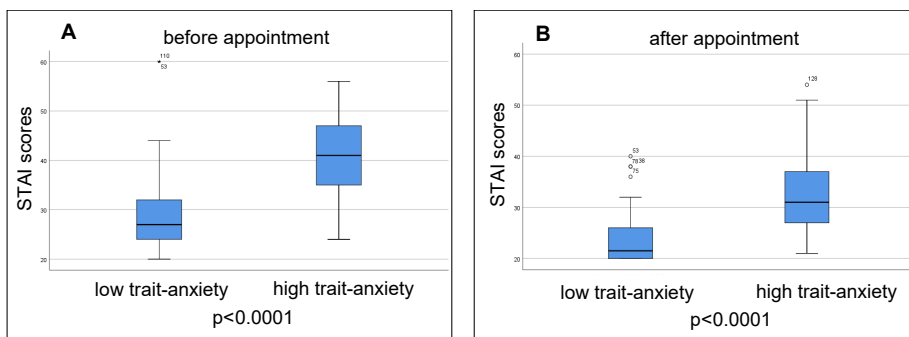 A
before appointment
STAI scores
60
50
40
30
20
110
53
low trait-anxiety
high trait-anxiety
p<0.0001
B
after appointment
STAI scores
60
50
40
30
20
53
7838
75
128
low trait-anxiety
high trait-anxiety
p<0.0001